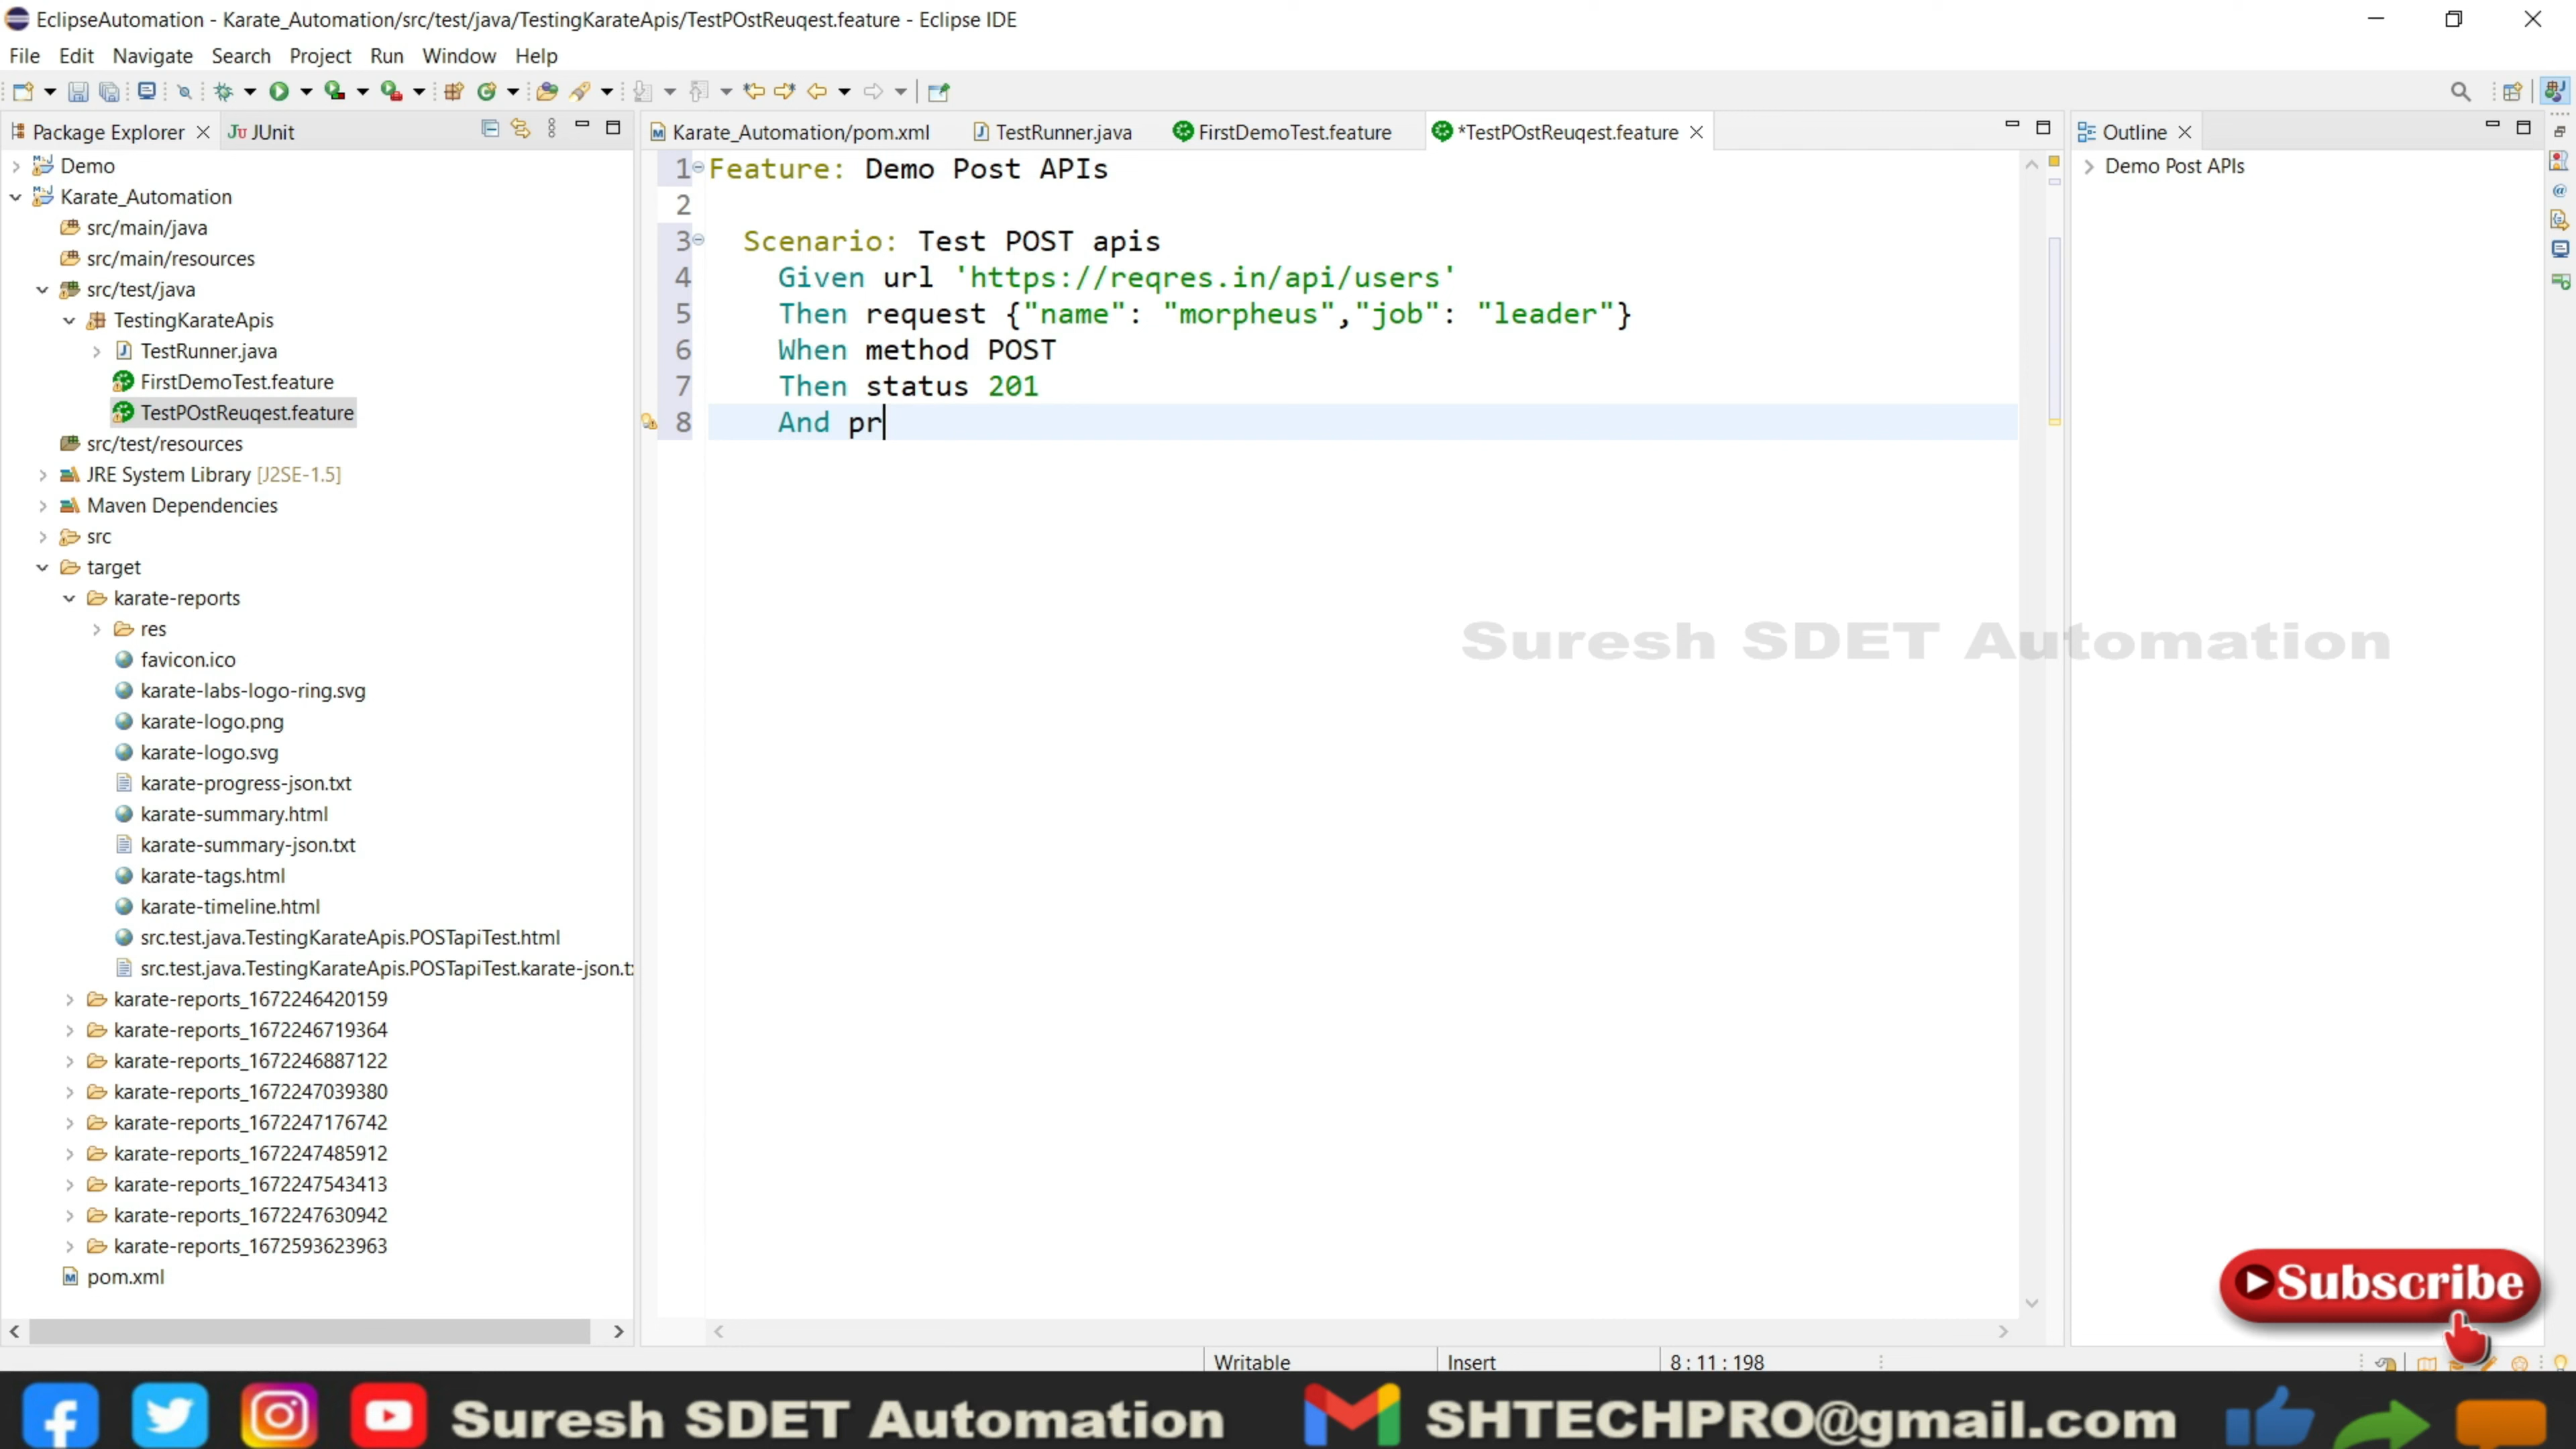 EclipseAutomation - Karate_Automation/src/test/java/TestingKarateApis/TestPOstReuqest.feature - Eclipse IDE
File Edit Navigate Search Project Run Window Help
Package Explorer JUnit
Karate_Automation/pom.xml TestRunner.java FirstDemoTest.feature *TestPOstReuqest.feature
Outline
Demo
Karate_Automation
src/main/java
src/main/resources
src/test/java
TestingKarateApis
TestRunner.java
FirstDemoTest.feature
TestPOstReuqest.feature
src/test/resources
JRE System Library [J2SE-1.5]
Maven Dependencies
src
target
karate-reports
res
favicon.ico
karate-labs-logo-ring.svg
karate-logo.png
karate-logo.svg
karate-progress-json.txt
karate-summary.html
karate-summary-json.txt
karate-tags.html
karate-timeline.html
src.test.java.TestingKarateApis.POSTapiTest.html
src.test.java.TestingKarateApis.POSTapiTest.karate-json.t
karate-reports_1672246420159
karate-reports_1672246719364
karate-reports_1672246887122
karate-reports_1672247039380
karate-reports_1672247176742
karate-reports_1672247485912
karate-reports_1672247543413
karate-reports_1672247630942
karate-reports_1672593623963
pom.xml
1 Feature: Demo Post APIs
2
3 Scenario: Test POST apis
4 Given url 'https://reqres.in/api/users'
5 Then request {"name": "morpheus","job": "leader"}
6 When method POST
7 Then status 201
8 And pr
Demo Post APIs
Suresh SDET Automation
Subscribe
Writable Insert 8 : 11 : 198
Suresh SDET Automation SHTECHPRO@gmail.com